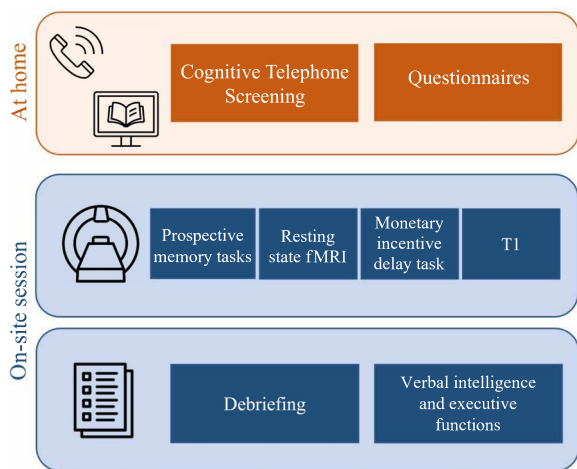 At home
Cognitive Telephone
Screening
Questionnaires
On-site session
Prospective
memory tasks
Resting
state fMRI
Monetary
incentive
delay task
T1
Debriefing
Verbal intelligence
and executive
functions